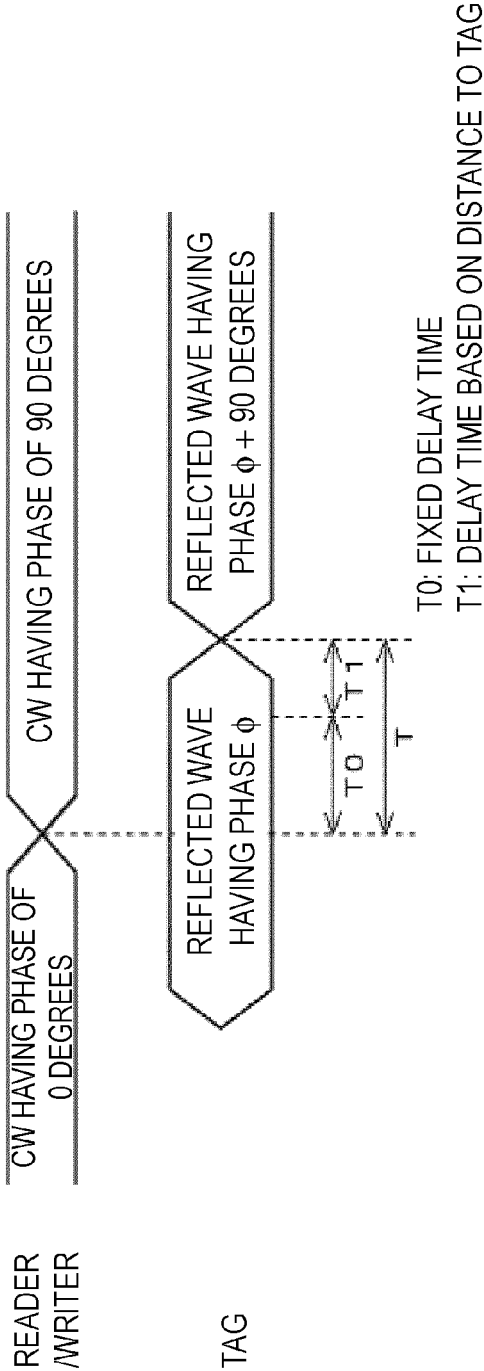 READER
/WRITER
CW HAVING PHASE OF
0 DEGREES
CW HAVING PHASE OF 90 DEGREES
TAG
REFLECTED WAVE
HAVING PHASE ϕ
REFLECTED WAVE HAVING
PHASE ϕ + 90 DEGREES
T0
T1
T
T0: FIXED DELAY TIME
T1: DELAY TIME BASED ON DISTANCE TO TAG